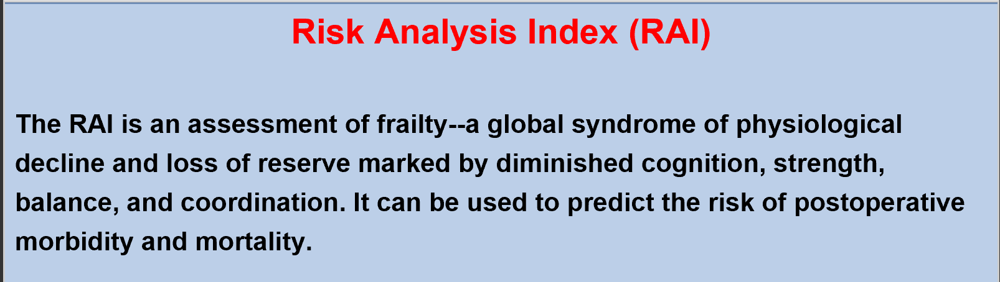 Risk Analysis Index (RAI)
The RAI is an assessment of frailty--a global syndrome of physiological
decline and loss of reserve marked by diminished cognition, strength,
balance, and coordination. It can be used to predict the risk of postoperative
morbidity and mortality.